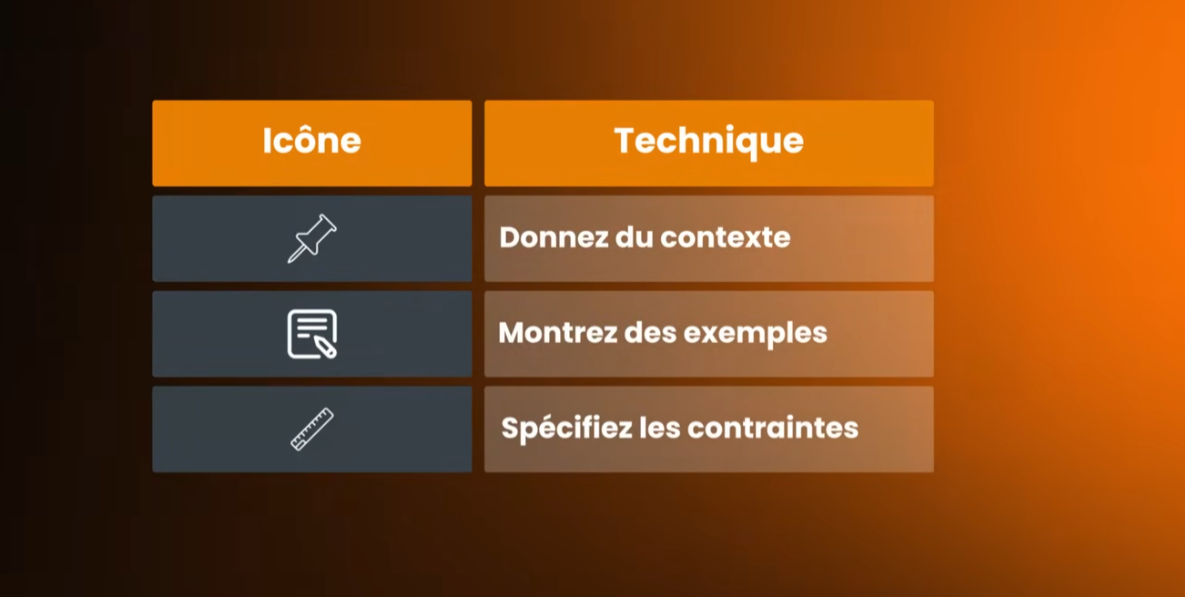 Icône
Technique
Donnez du contexte
Montrez des exemples
Spécifiez les contraintes